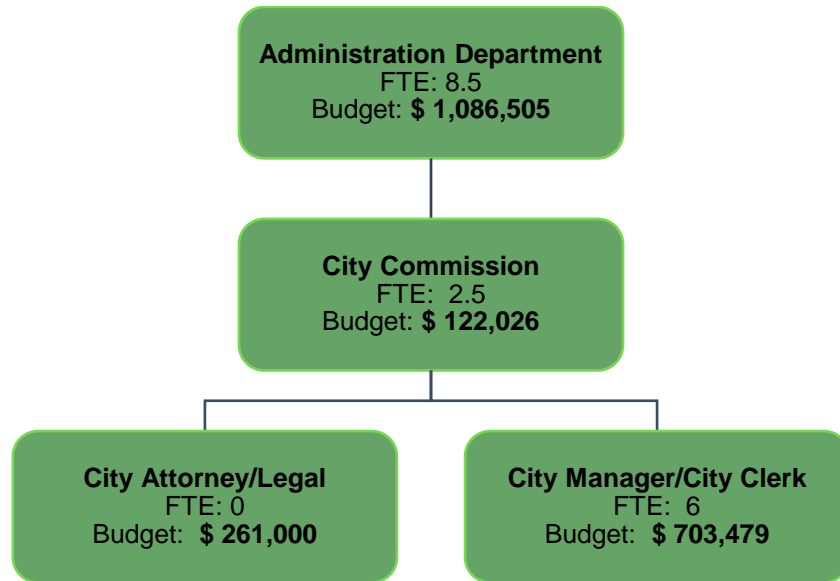 Administration Department
FTE: 8.5
Budget: $ 1,086,505
City Commission
FTE: 2.5
Budget: $ 122,026
City Attorney/Legal
FTE: 0
Budget: $ 261,000
City Manager/City Clerk
FTE: 6
Budget: $ 703,479